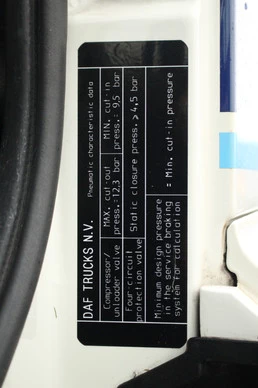 DAF TRUCKS N.V. Pneumatic characteristic data
Compressor/ MAX. cut-out MIN. cut-in
unloader valve press.: 12,3 bar press.: 9,5 bar
Four-circuit Static closure press. > 4,5 bar
protection valve
Minimum design pressure
in the service braking = Min. cut-in pressure
system for calculation